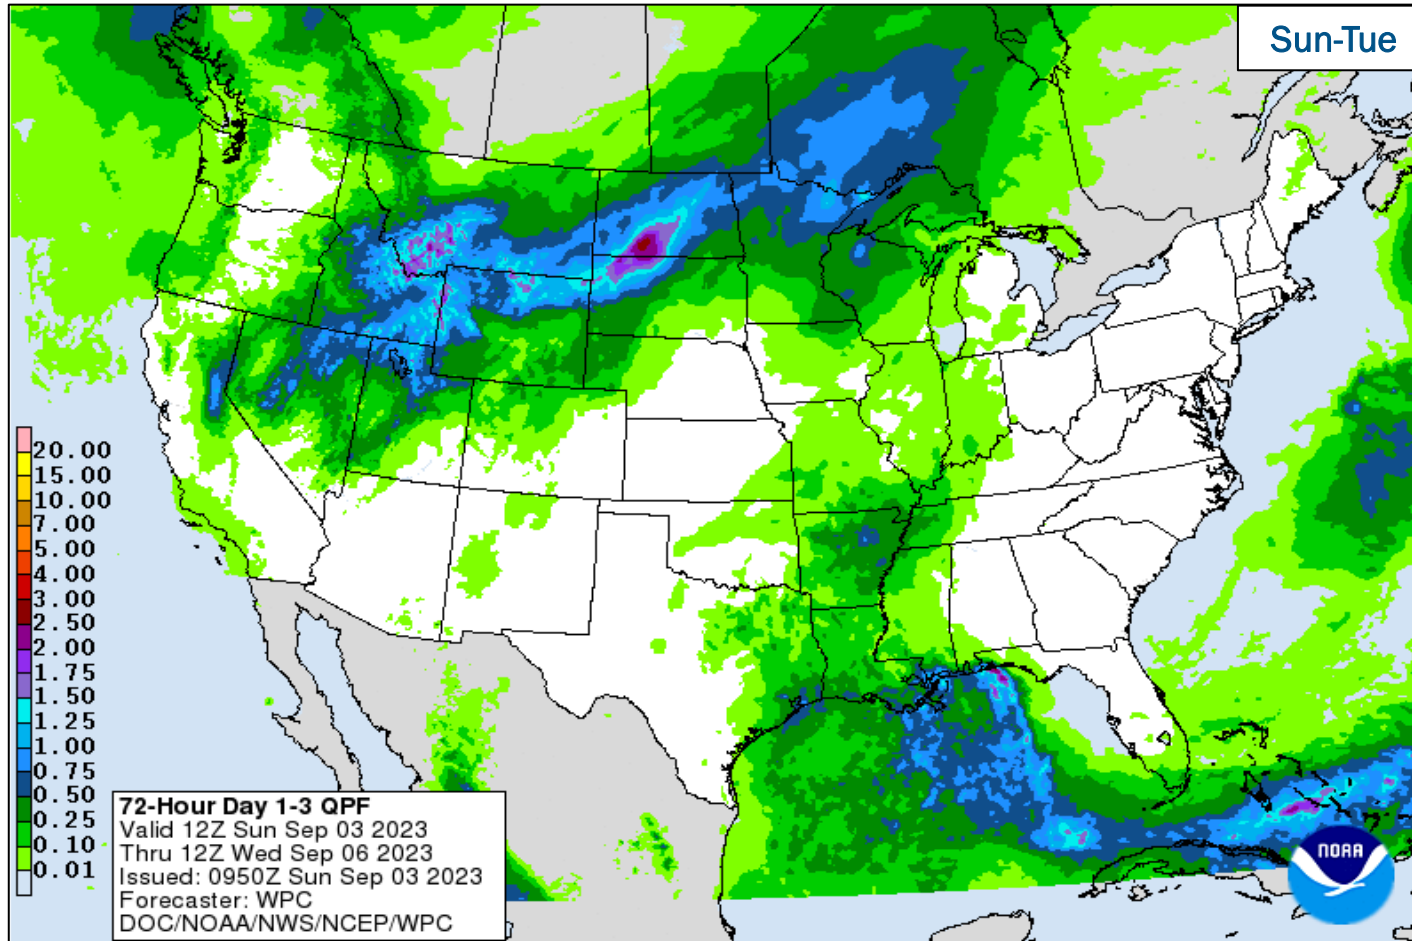 Sun-Tue
20.00
15.00
10.00
7.00
5.00
4.00
3.00
2.50
2.00
1.75
1.50
1.25
1.00
0.75
0.50
0.25
0.10
0.01
72-Hour Day 1-3 QPF
Valid 12Z Sun Sep 03 2023
Thru 12Z Wed Sep 06 2023
Issued: 0950Z Sun Sep 03 2023
Forecaster: WPC
DOC/NOAA/NWS/NCEP/WPC
NOAA